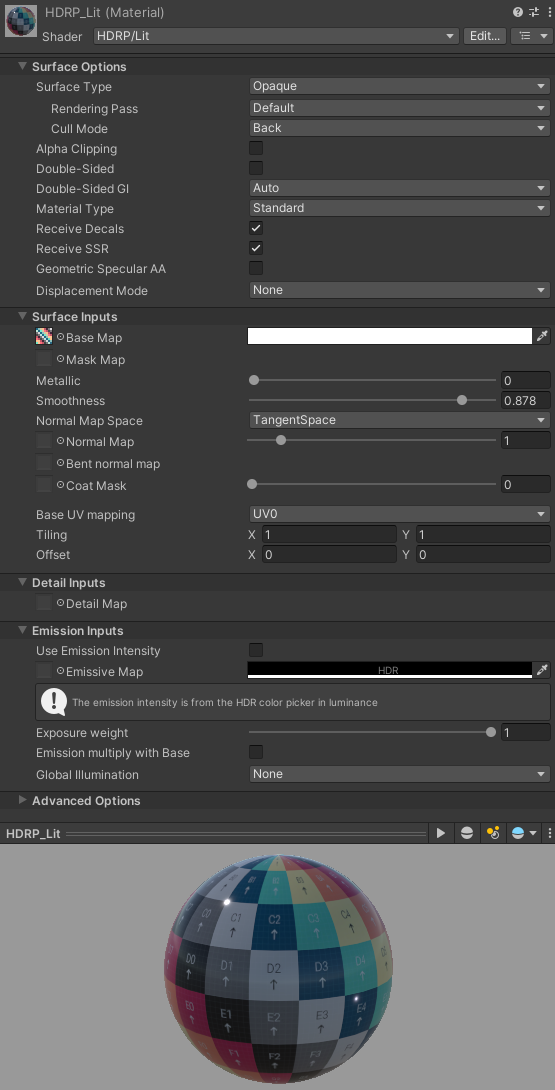 HDRP_Lit (Material)
Shader HDRP/Lit Edit...
Surface Options
Surface Type Opaque
Rendering Pass Default
Cull Mode Back
Alpha Clipping
Double-Sided
Double-Sided GI Auto
Material Type Standard
Receive Decals
Receive SSR
Geometric Specular AA
Displacement Mode None
Surface Inputs
Base Map
Mask Map
Metallic 0
Smoothness 0.878
Normal Map Space TangentSpace
Normal Map 1
Bent normal map
Coat Mask 0
Base UV mapping UV0
Tiling X 1 Y 1
Offset X 0 Y 0
Detail Inputs
Detail Map
Emission Inputs
Use Emission Intensity
Emissive Map HDR
The emission intensity is from the HDR color picker in luminance
Exposure weight 1
Emission multiply with Base
Global Illumination None
Advanced Options
HDRP_Lit
B1 B2 B3
C0 C1 C2 C3 C4
D0 D1 D2 D3 D4
E0 E1 E2 E3 E4
F1 F2 F3